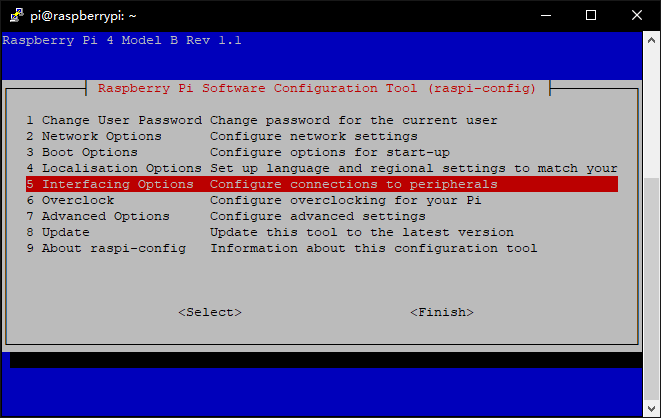 pi@raspberrypi: ~
Raspberry Pi 4 Model B Rev 1.1
Raspberry Pi Software Configuration Tool (raspi-config)
1 Change User Password Change password for the current user
2 Network Options Configure network settings
3 Boot Options Configure options for start-up
4 Localisation Options Set up language and regional settings to match your
5 Interfacing Options Configure connections to peripherals
6 Overclock Configure overclocking for your Pi
7 Advanced Options Configure advanced settings
8 Update Update this tool to the latest version
9 About raspi-config Information about this configuration tool
<Select> <Finish>